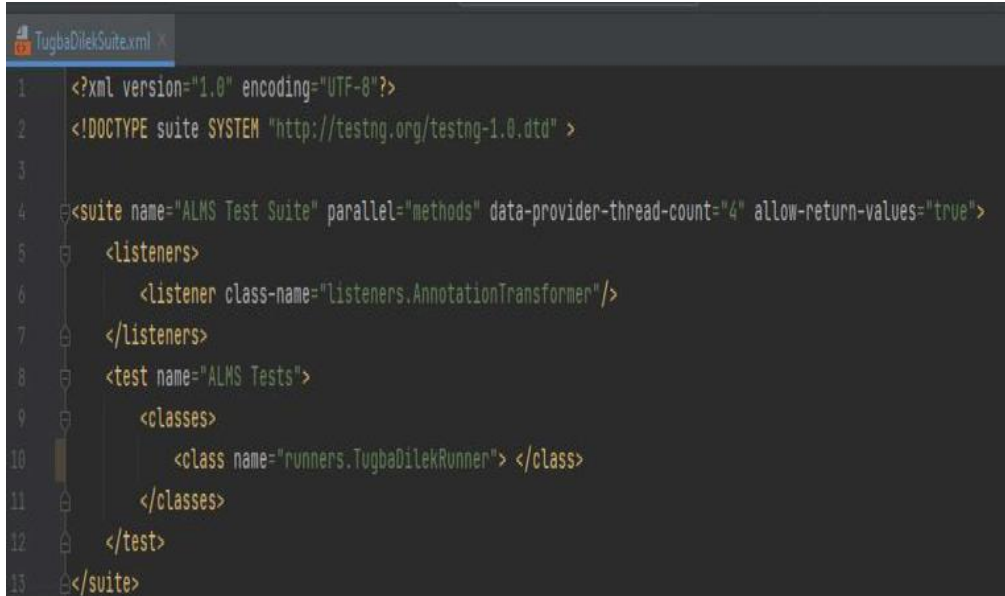 TugbaDilekSuite.xml
1 <?xml version="1.0" encoding="UTF-8"?>
2 <!DOCTYPE suite SYSTEM "http://testng.org/testng-1.0.dtd" >
3
4 <suite name="ALMS Test Suite" parallel="methods" data-provider-thread-count="4" allow-return-values="true">
5 <listeners>
6 <listener class-name="listeners.AnnotationTransformer"/>
7 </listeners>
8 <test name="ALMS Tests">
9 <classes>
10 <class name="runners.TugbaDilekRunner"> </class>
11 </classes>
12 </test>
13 </suite>